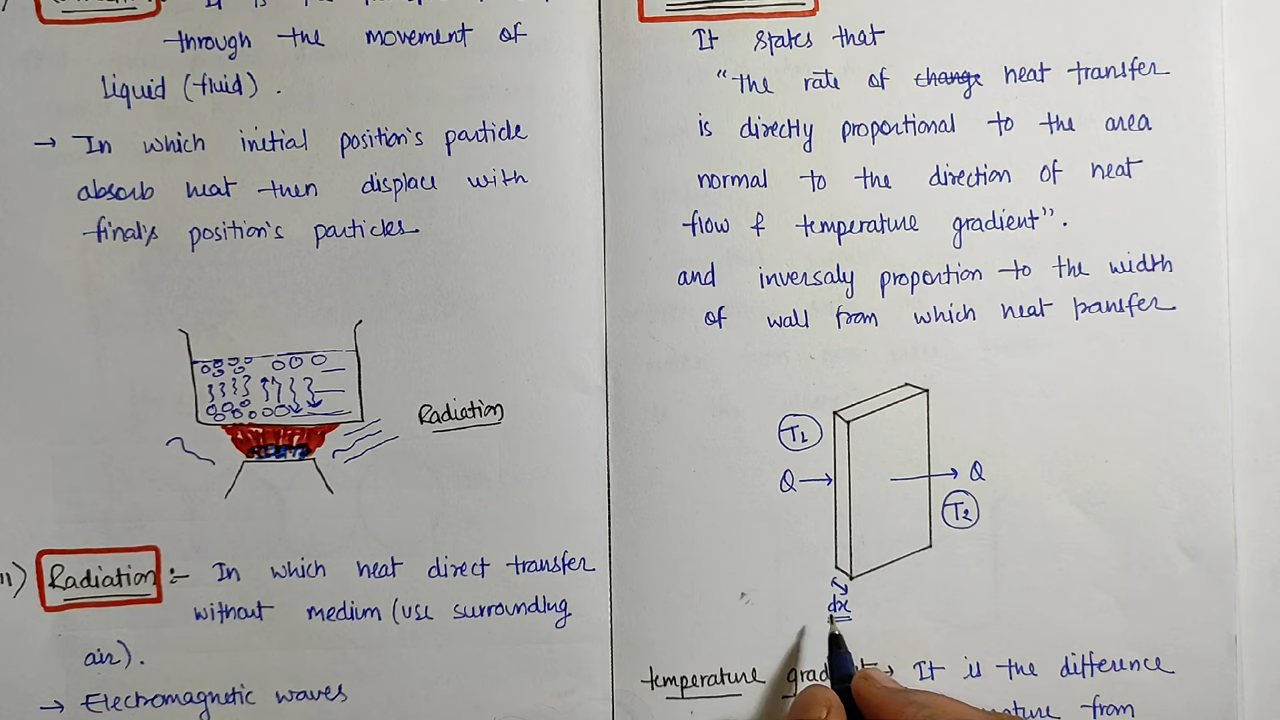 through the movement of
Liquid (fluid).
→ In which initial position's particle
absorb heat then displace with
final's position's particles
Radiation
11) Radiation :- In which heat direct transfer
without medium (use surrounding
air).
→ Electromagnetic waves
It states that
"the rate of change heat transfer
is directly proportional to the area
normal to the direction of heat
flow & temperature gradient".
and inversaly proportion to the width
of wall from which heat transfer
T1
Q → → Q
T2
dx
temperature → It is the difference
from